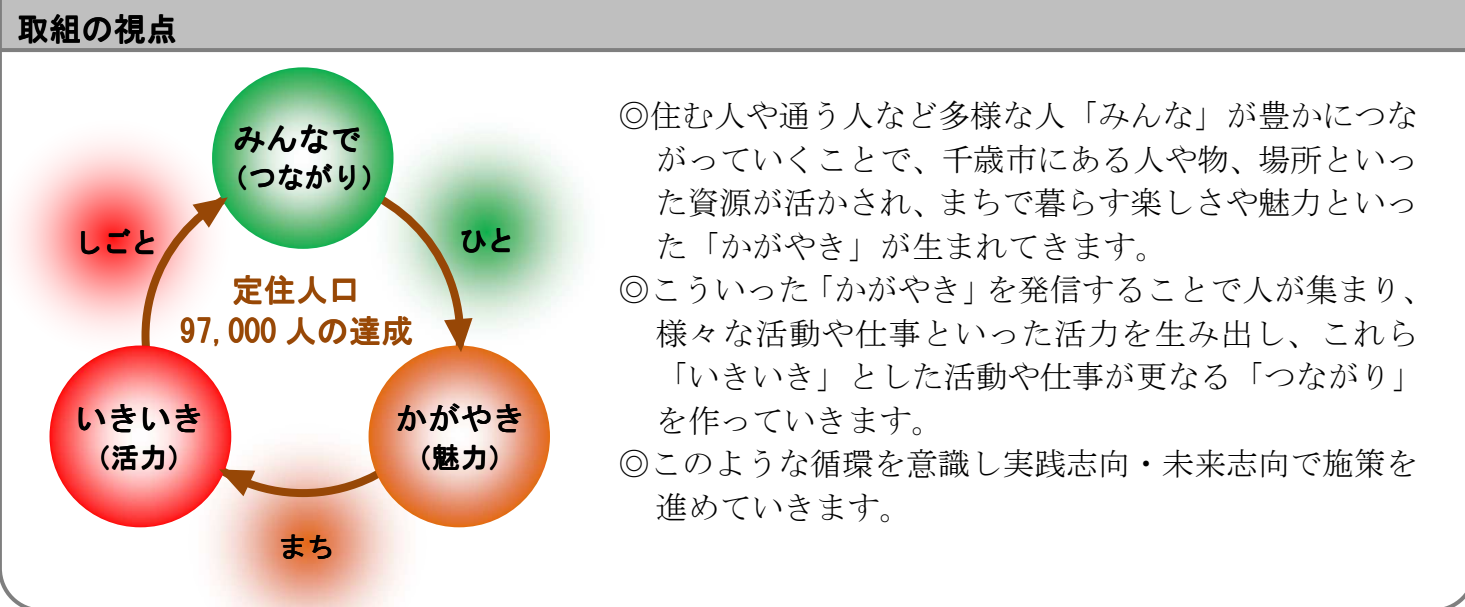 取組の視点
みんなで
(つながり)
しごと
ひと
定住人口
97,000 人の達成
いきいき
(活力)
かがやき
(魅力)
まち
◎住む人や通う人など多様な人「みんな」が豊かにつな
がっていくことで、千歳市にある人や物、場所といっ
た資源が活かされ、まちで暮らす楽しさや魅力といっ
た「かがやき」が生まれてきます。
◎こういった「かがやき」を発信することで人が集まり、
様々な活動や仕事といった活力を生み出し、これら
「いきいき」とした活動や仕事が更なる「つながり」
を作っていきます。
◎このような循環を意識し実践志向・未来志向で施策を
進めていきます。